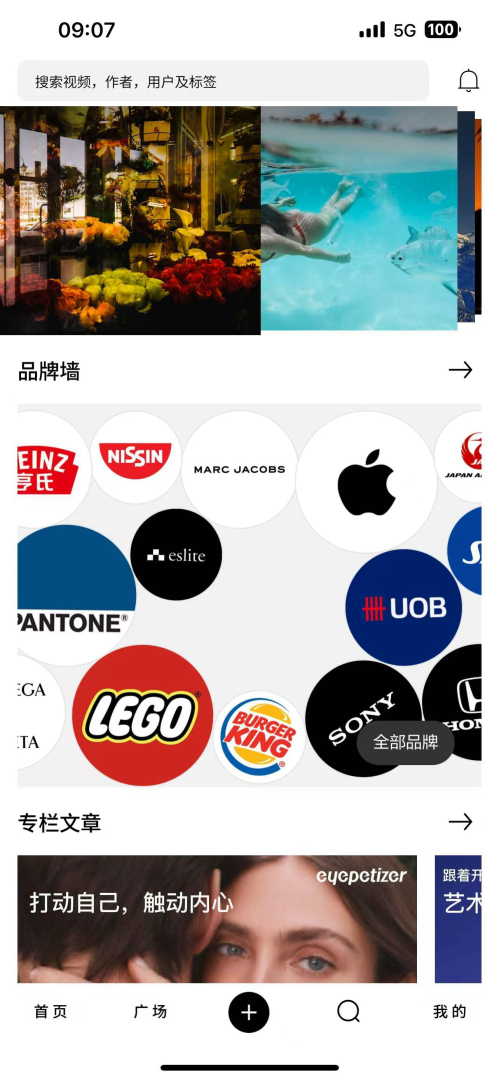 09:07
5G
100
搜索视频，作者，用户及标签
品牌墙
EINZ
亨氏
NISSIN
MARC JACOBS
JAPAN A
eslite
PANTONE®
UOB
EGA
TA
LEGO®
BURGER
KING®
SONY
HON
全部品牌
专栏文章
eyepetizer
打动自己，触动内心
跟着开
艺术
首页
广场
我的